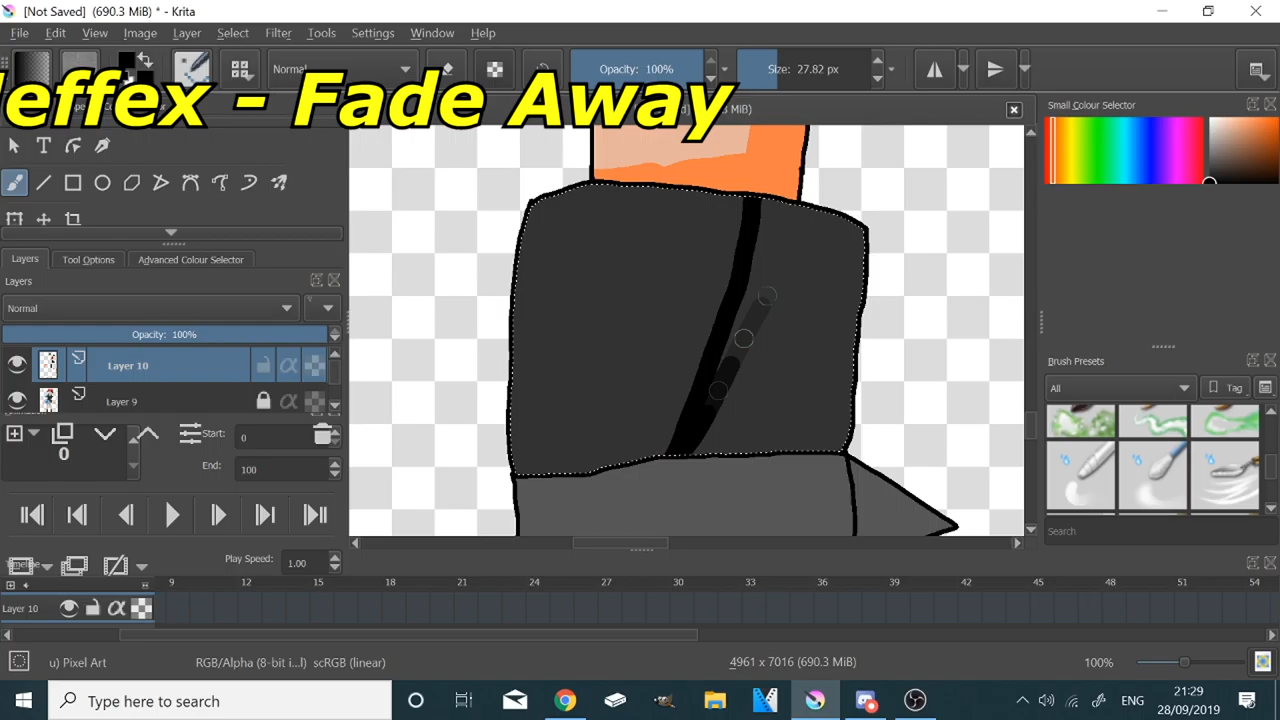 [Not Saved] (690.3 MiB) * - Krita
File Edit View Image Layer Select Filter Tools Settings Window Help
Normal
Opacity: 100%
Size: 27.82 px
effex - Fade Away
d] (690.3 MiB)
Small Colour Selector
Layers Tool Options Advanced Colour Selector
Layers
Normal
Opacity: 100%
Layer 10
Layer 9
Start: 0
0
End: 100
Brush Presets
All
Tag
Search
Play Speed: 1.00
9 12 15 18 21 24 27 30 33 36 39 42 45 48 51 54
Layer 10
u) Pixel Art
RGB/Alpha (8-bit i...l) scRGB (linear)
4961 x 7016 (690.3 MiB)
100%
Type here to search
ENG
21:29
28/09/2019